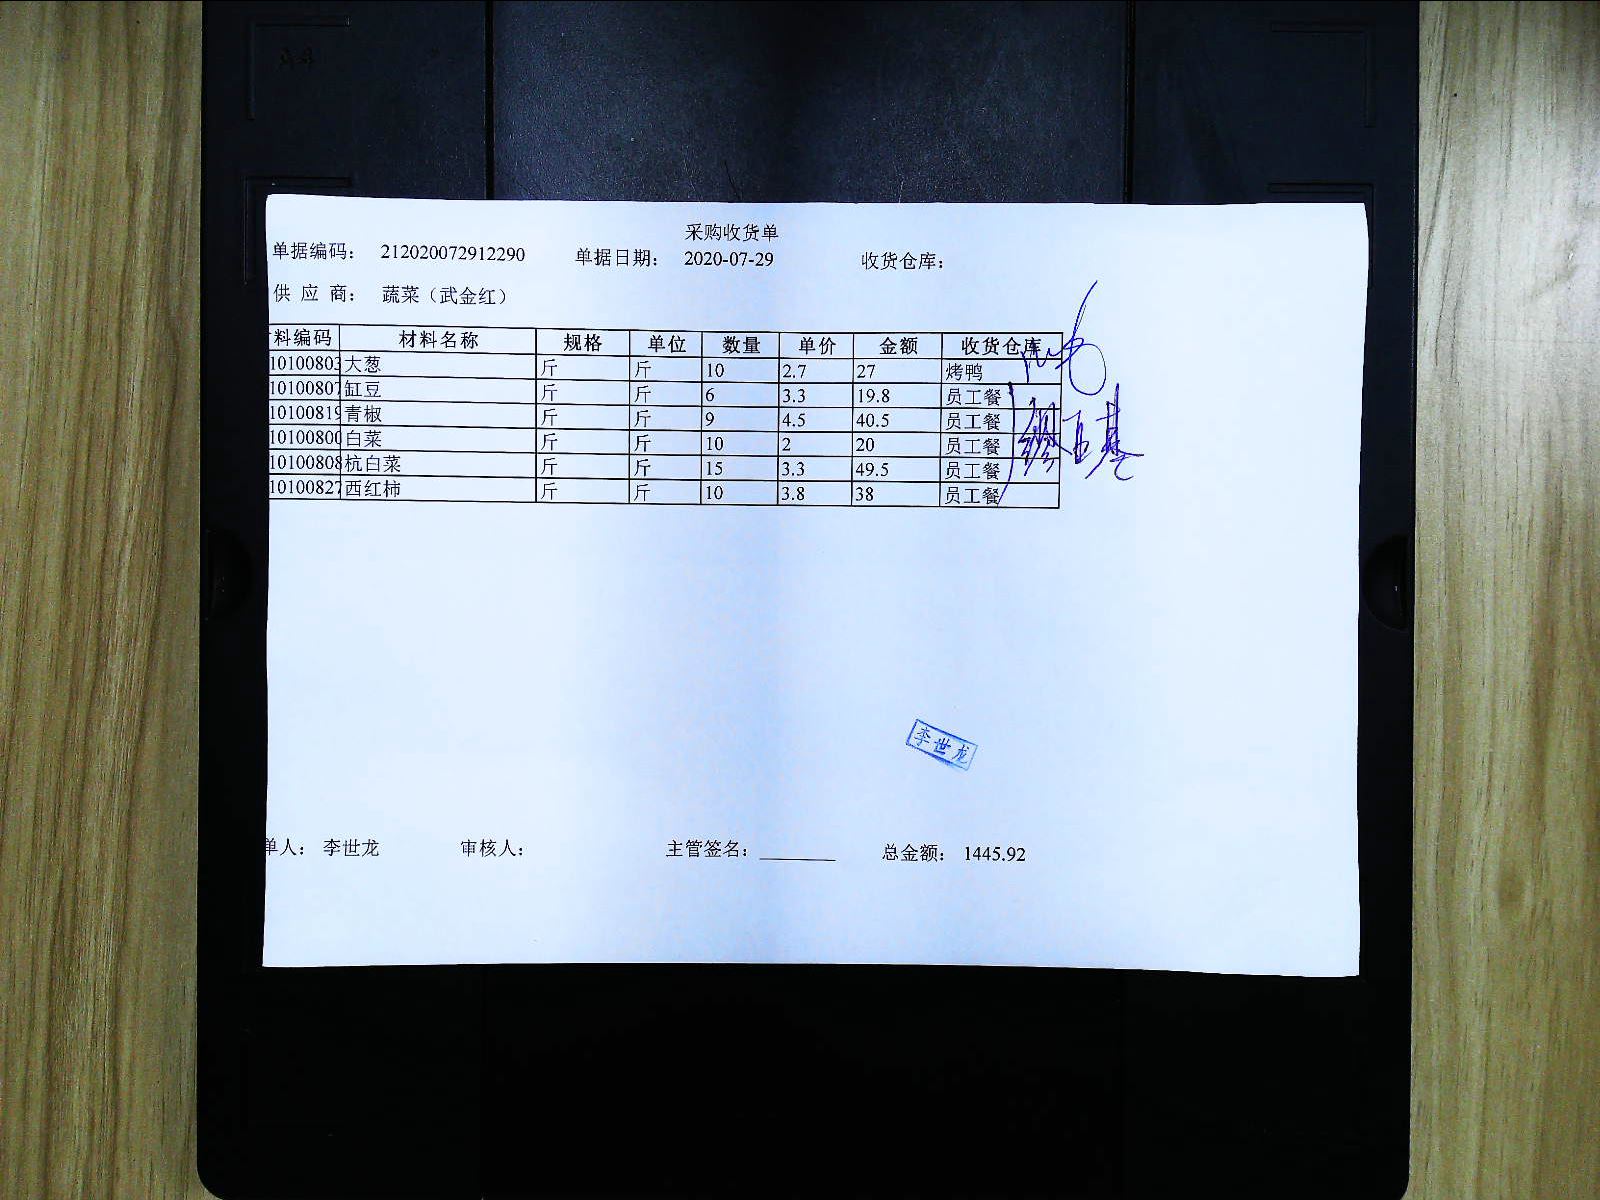 采购收货单
单据编码： 212020072912290 单据日期： 2020-07-29 收货仓库：
供 应 商： 蔬菜（武金红）
料编码 材料名称 规格 单位 数量 单价 金额 收货仓库
10100803 大葱 斤 斤 10 2.7 27 烤鸭
10100807 缸豆 斤 斤 6 3.3 19.8 员工餐
10100819 青椒 斤 斤 9 4.5 40.5 员工餐
10100800 白菜 斤 斤 10 2 20 员工餐
10100808 杭白菜 斤 斤 15 3.3 49.5 员工餐
10100827 西红柿 斤 斤 10 3.8 38 员工餐
李世龙
单人： 李世龙 审核人： 主管签名： 总金额： 1445.92